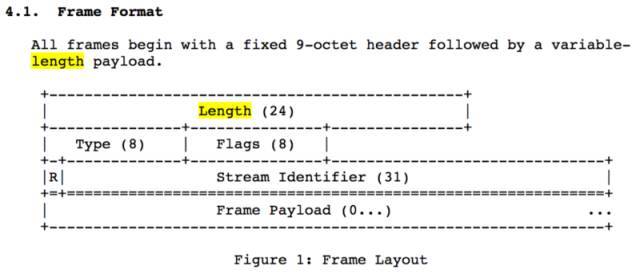 4.1. Frame Format
All frames begin with a fixed 9-octet header followed by a variable-
length payload.
+-----------------------------------------------+
| Length (24) |
+---------------+---------------+---------------+
| Type (8) | Flags (8) |
+-+-------------+---------------+-------------------------------+
|R| Stream Identifier (31) |
+=+=============================================================+
| Frame Payload (0...) ...
+---------------------------------------------------------------+
Figure 1: Frame Layout